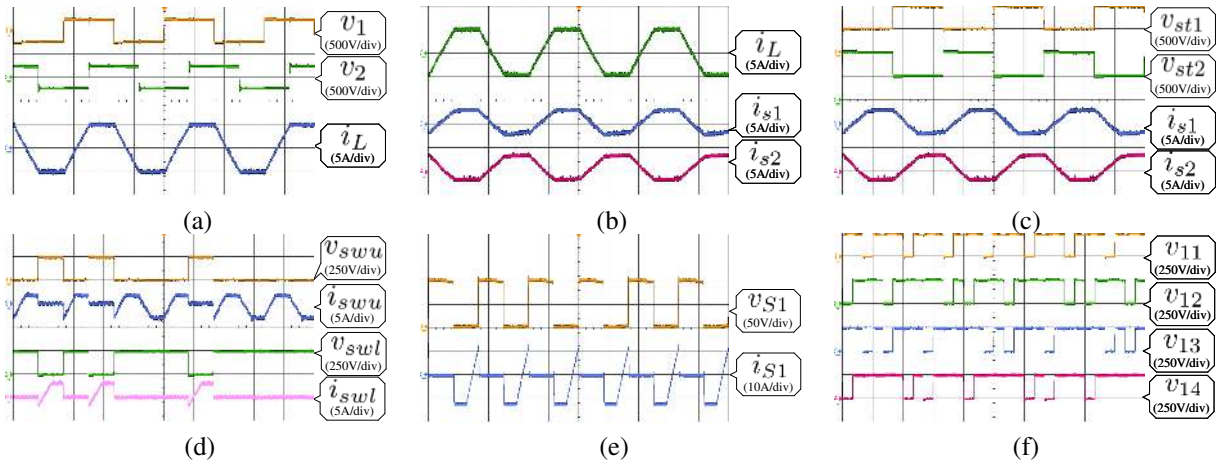 v1
(500V/div)
v2
(500V/div)
iL
(5A/div)
(a)
iL
(5A/div)
is1
(5A/div)
is2
(5A/div)
(b)
vst1
(500V/div)
vst2
(500V/div)
is1
(5A/div)
is2
(5A/div)
(c)
vswu
(250V/div)
iswu
(5A/div)
vswl
(250V/div)
iswl
(5A/div)
(d)
vS1
(50V/div)
iS1
(10A/div)
(e)
v11
(250V/div)
v12
(250V/div)
v13
(250V/div)
v14
(250V/div)
(f)